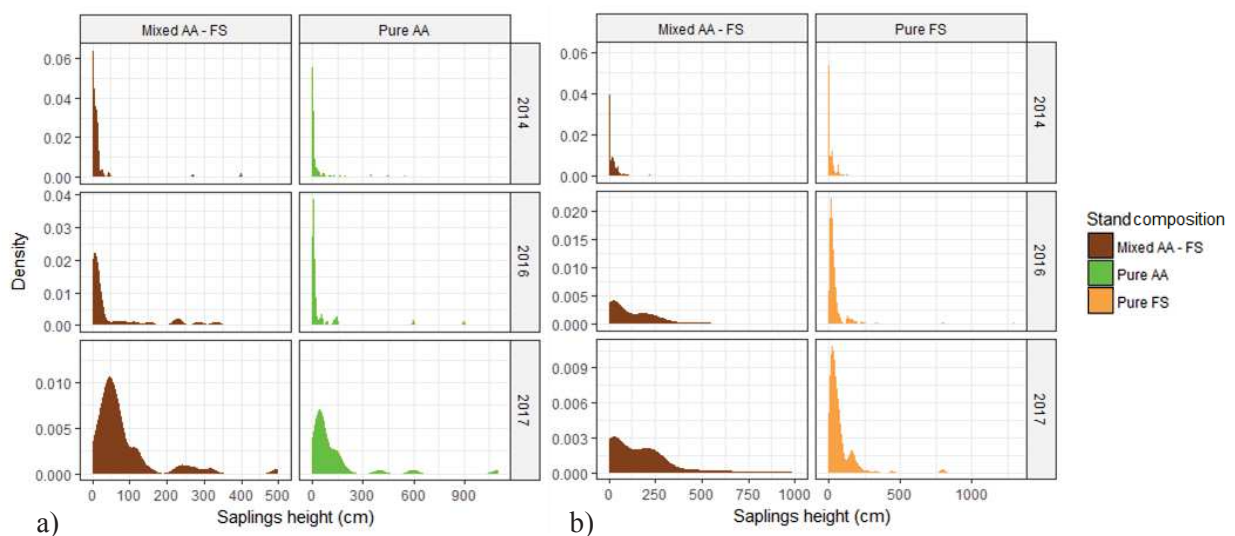 Mixed AA - FS
Pure AA
Mixed AA - FS
Pure FS
0.06
0.04
0.02
0.00
2014
0.06
0.04
0.02
0.00
2014
0.04
0.03
0.02
0.01
0.00
2016
0.020
0.015
0.010
0.005
0.000
2016
0.010
0.005
0.000
2017
0.009
0.006
0.003
0.000
2017
Density
0 100 200 300 400 500
0 300 600 900
0 250 500 750 1000
0 500 1000
a)
Saplings height (cm)
b)
Saplings height (cm)
Stand composition
Mixed AA - FS
Pure AA
Pure FS